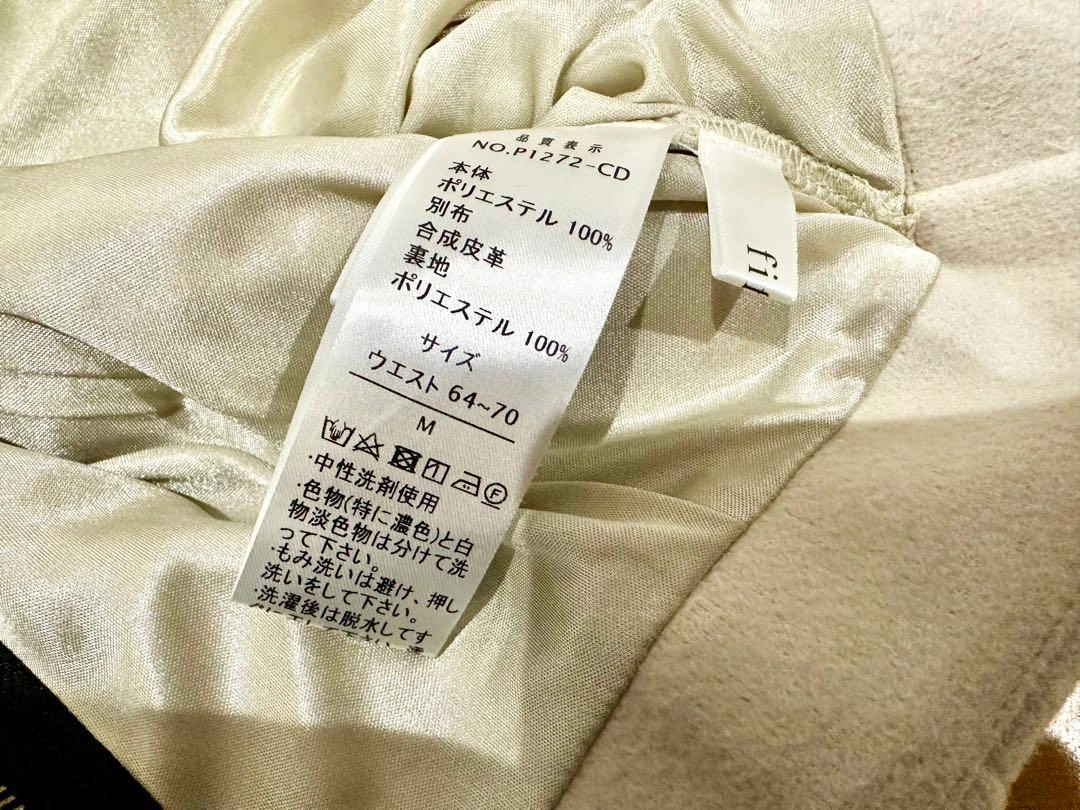 品質表示
NO.P1272-CD
本体
ポリエステル 100%
別布
合成皮革
裏地
ポリエステル 100%
サイズ
ウエスト 64~70
M
・中性洗剤使用
・色物(特に濃色)と白
物淡色物は分けて洗
って下さい。
・もみ洗いは避け、押し
洗いをして下さい。
・洗濯後は脱水してす
fit